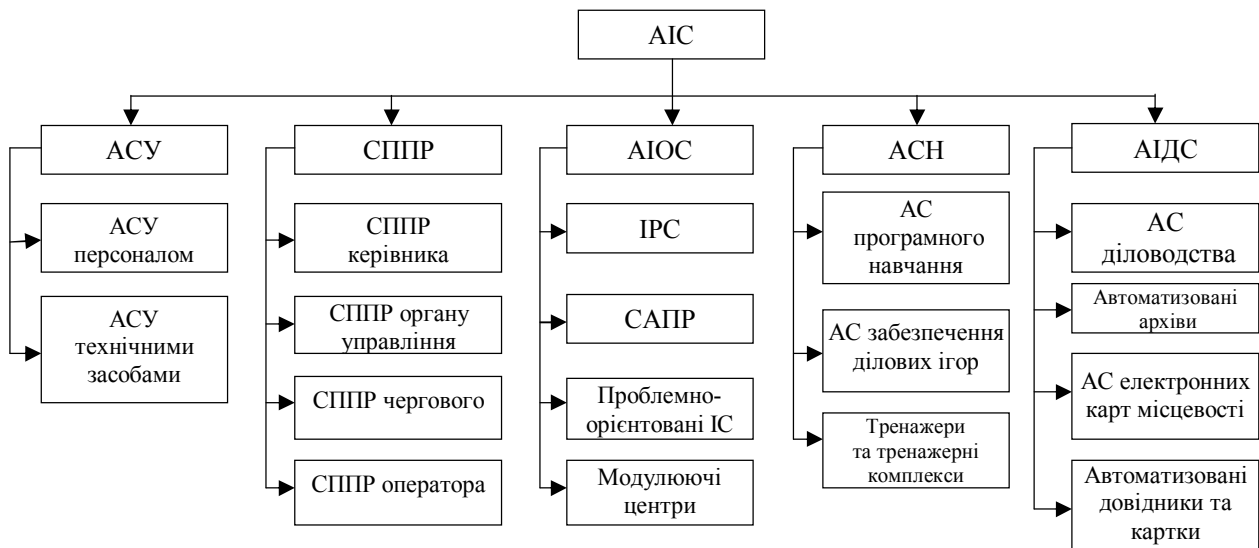 АІС
АСУ
СППР
АІОС
АСН
АІДС
АСУ
персоналом
АСУ
технічними
засобами
СППР
керівника
СППР органу
управління
СППР чергового
СППР оператора
ІРС
САПР
Проблемно-
орієнтовані ІС
Модулюючі
центри
АС
програмного
навчання
АС забезпечення
ділових ігор
Тренажери
та тренажерні
комплекси
АС
діловодства
Автоматизовані
архіви
АС електронних
карт місцевості
Автоматизовані
довідники та
картки